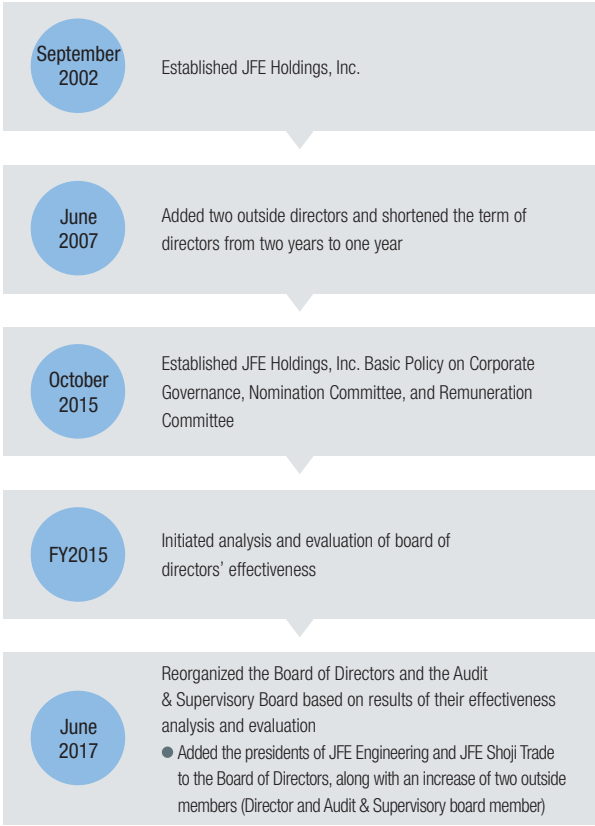 September
2002
Established JFE Holdings, Inc.
June
2007
Added two outside directors and shortened the term of
directors from two years to one year
October
2015
Established JFE Holdings, Inc. Basic Policy on Corporate
Governance, Nomination Committee, and Remuneration
Committee
FY2015
Initiated analysis and evaluation of board of
directors’ effectiveness
June
2017
Reorganized the Board of Directors and the Audit
& Supervisory Board based on results of their effectiveness
analysis and evaluation
● Added the presidents of JFE Engineering and JFE Shoji Trade
to the Board of Directors, along with an increase of two outside
members (Director and Audit & Supervisory board member)